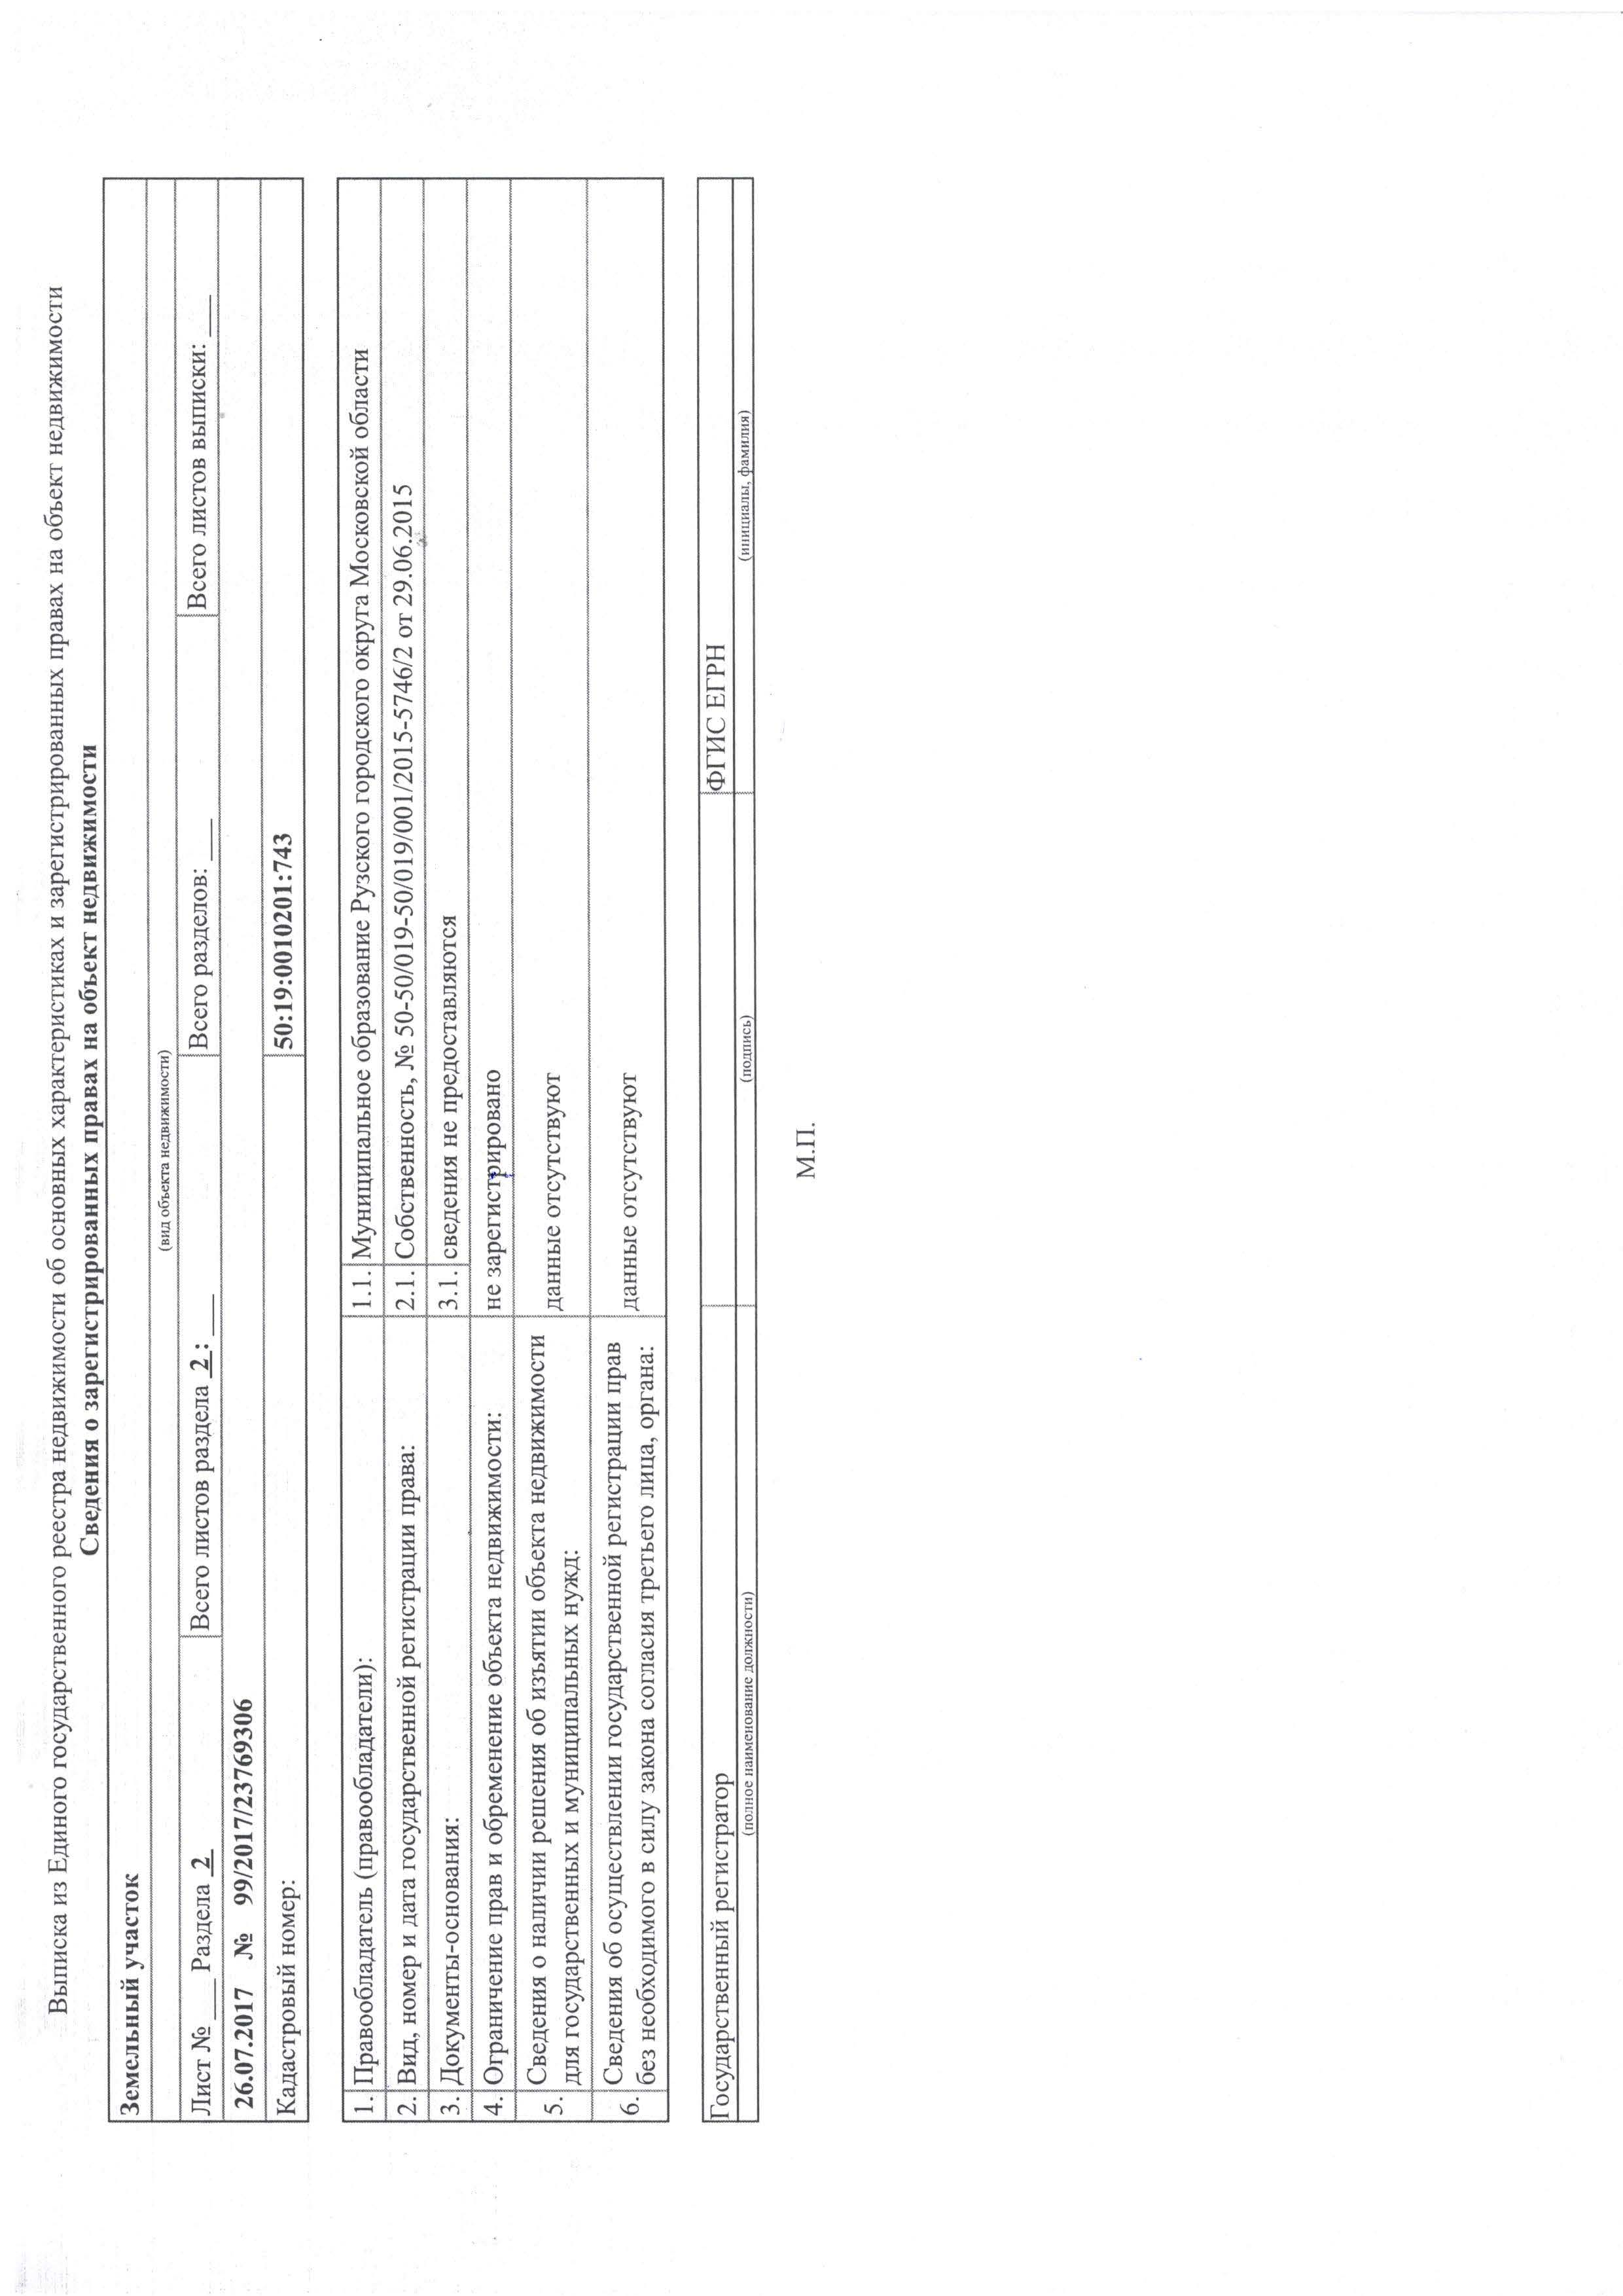 Выписка из Единого государственного реестра недвижимости об основных характеристиках и зарегистрированных правах на объект недвижимости
Сведения о зарегистрированных правах на объект недвижимости
Земельный участок
(вид объекта недвижимости)
Лист № ___ Раздела 2 Всего листов раздела 2 : ___ Всего разделов: ___ Всего листов выписки: ___
26.07.2017 № 99/2017/23769306
Кадастровый номер: 50:19:0010201:743
1. Правообладатель (правообладатели): 1.1. Муниципальное образование Рузского городского округа Московской области
2. Вид, номер и дата государственной регистрации права: 2.1. Собственность, № 50-50/019-50/019/001/2015-5746/2 от 29.06.2015
3. Документы-основания: 3.1. сведения не предоставляются
4. Ограничение прав и обременение объекта недвижимости: не зарегистрировано
5. Сведения о наличии решения об изъятии объекта недвижимости
для государственных и муниципальных нужд: данные отсутствуют
6. Сведения об осуществлении государственной регистрации прав
без необходимого в силу закона согласия третьего лица, органа: данные отсутствуют
Государственный регистратор ФГИС ЕГРН
(полное наименование должности) (подпись) (инициалы, фамилия)
М.П.